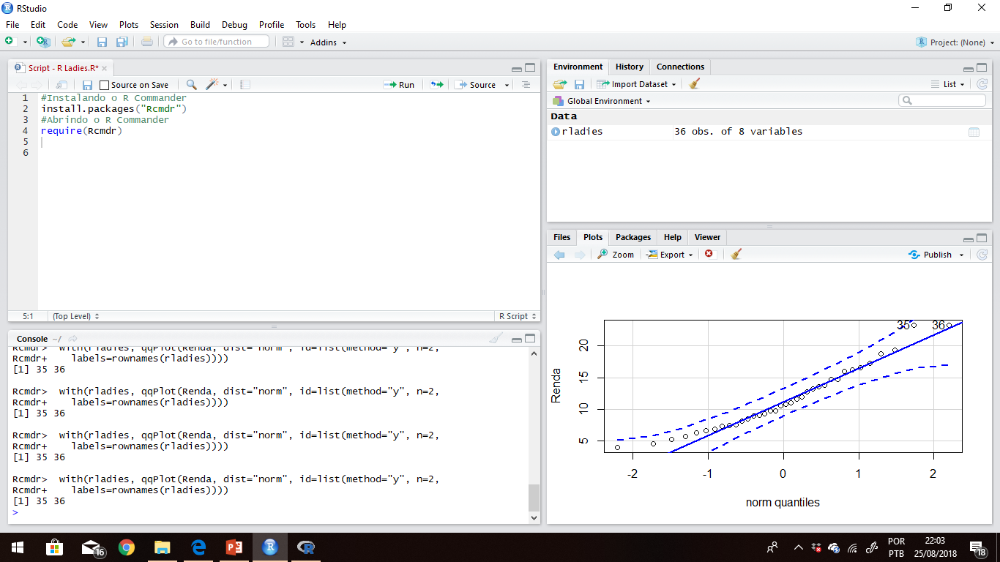 RStudio
File Edit Code View Plots Session Build Debug Profile Tools Help
Go to file/function Addins Project: (None)
Script - R Ladies.R*
Source on Save Run Source
1 #Instalando o R Commander
2 install.packages("Rcmdr")
3 #Abrindo o R Commander
4 require(Rcmdr)
5
6
5:1 (Top Level) R Script
Console ~/
Rcmdr>  with(rladies, qqPlot(Renda, dist="norm", id=list(method="y", n=2,
Rcmdr+    labels=rownames(rladies))))
[1] 35 36
Rcmdr>  with(rladies, qqPlot(Renda, dist="norm", id=list(method="y", n=2,
Rcmdr+    labels=rownames(rladies))))
[1] 35 36
Rcmdr>  with(rladies, qqPlot(Renda, dist="norm", id=list(method="y", n=2,
Rcmdr+    labels=rownames(rladies))))
[1] 35 36
Rcmdr>  with(rladies, qqPlot(Renda, dist="norm", id=list(method="y", n=2,
Rcmdr+    labels=rownames(rladies))))
[1] 35 36
>
Environment History Connections
Import Dataset List
Global Environment
Data
rladies 36 obs. of 8 variables
Files Plots Packages Help Viewer
Zoom Export Publish
35 36
20
15
10
5
Renda
-2 -1 0 1 2
norm quantiles
16
POR
PTB
22:03
25/08/2018
18